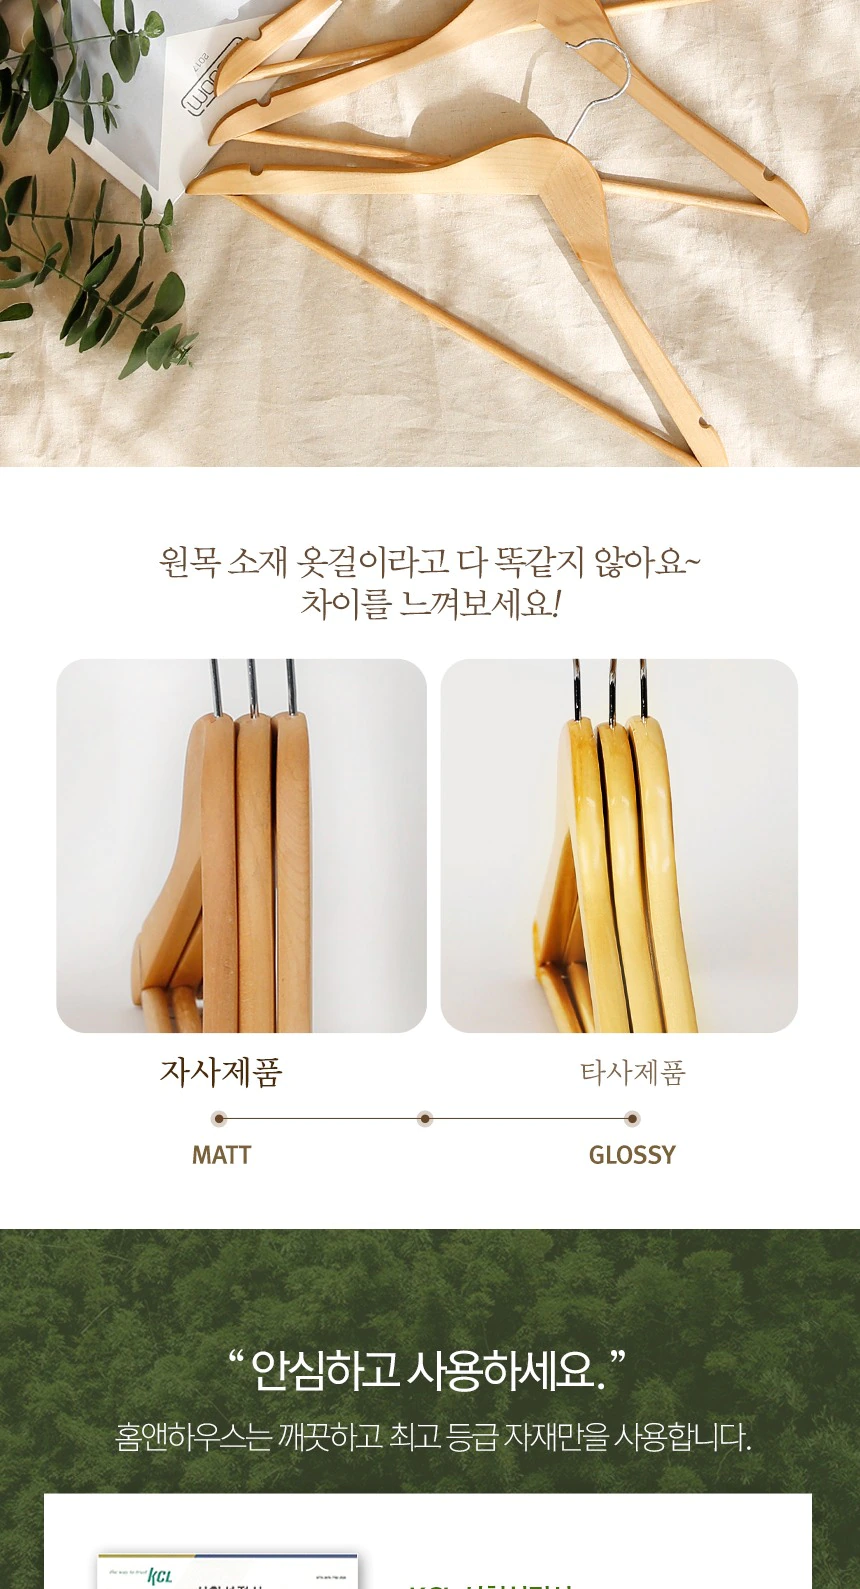 2017
원목 소재 옷걸이라고 다 똑같지 않아요~
차이를 느껴보세요!
자사제품
타사제품
MATT
GLOSSY
“ 안심하고 사용하세요. ”
홈앤하우스는 깨끗하고 최고 등급 자재만을 사용합니다.
KCL